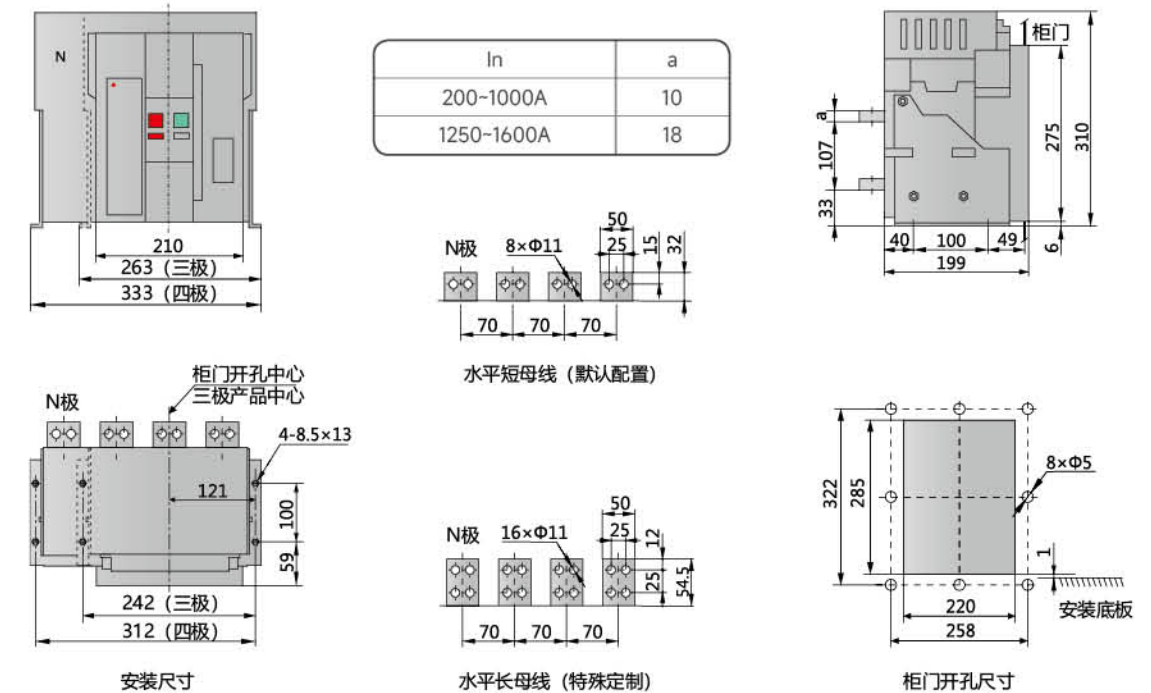 N
210
263（三极）
333（四极）
In a
200~1000A 10
1250~1600A 18
柜门
a
107
33
275
310
40 100 49
6
199
N极
8×Φ11
50
25
15
32
70 70 70
水平短母线（默认配置）
柜门开孔中心
三极产品中心
N极
4-8.5×13
121
100
59
242（三极）
312（四极）
安装尺寸
N极
16×Φ11
50
25
12
25
54.5
70 70 70
水平长母线（特殊定制）
322
285
8×Φ5
1
安装底板
220
258
柜门开孔尺寸